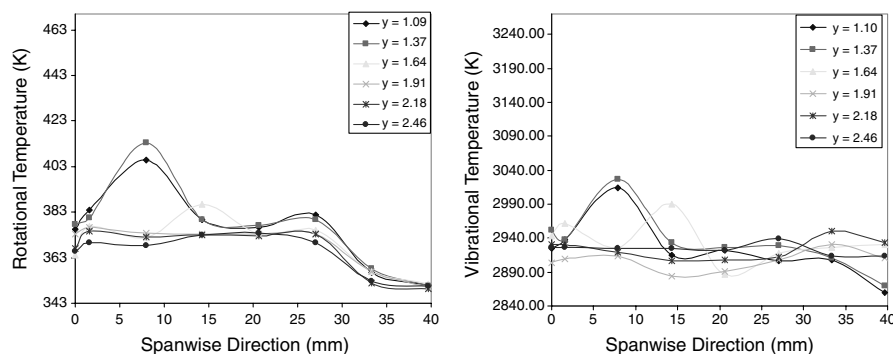 463
443
423
403
383
363
343
Rotational Temperature (K)
0 5 10 15 20 25 30 35 40
Spanwise Direction (mm)
y = 1.09
y = 1.37
y = 1.64
y = 1.91
y = 2.18
y = 2.46
3240.00
3190.00
3140.00
3090.00
3040.00
2990.00
2940.00
2890.00
2840.00
Vibrational Temperature (K)
0 5 10 15 20 25 30 35 40
Spanwise Direction (mm)
y = 1.10
y = 1.37
y = 1.64
y = 1.91
y = 2.18
y = 2.46